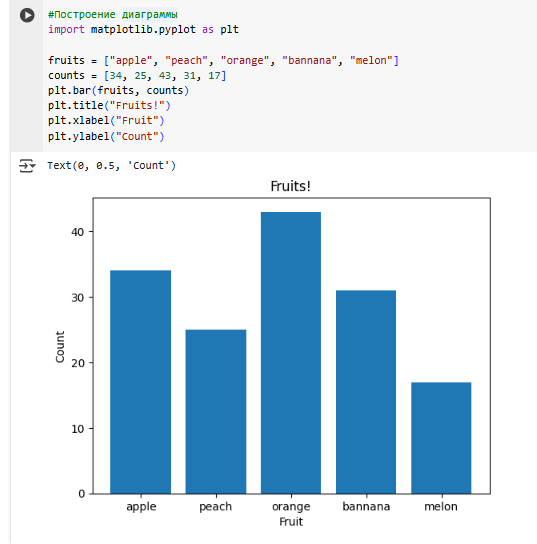 #Построение диаграммы
import matplotlib.pyplot as plt
fruits = ["apple", "peach", "orange", "bannana", "melon"]
counts = [34, 25, 43, 31, 17]
plt.bar(fruits, counts)
plt.title("Fruits!")
plt.xlabel("Fruit")
plt.ylabel("Count")
Text(0, 0.5, 'Count')
Fruits!
40
30
20
10
0
Count
apple peach orange bannana melon
Fruit